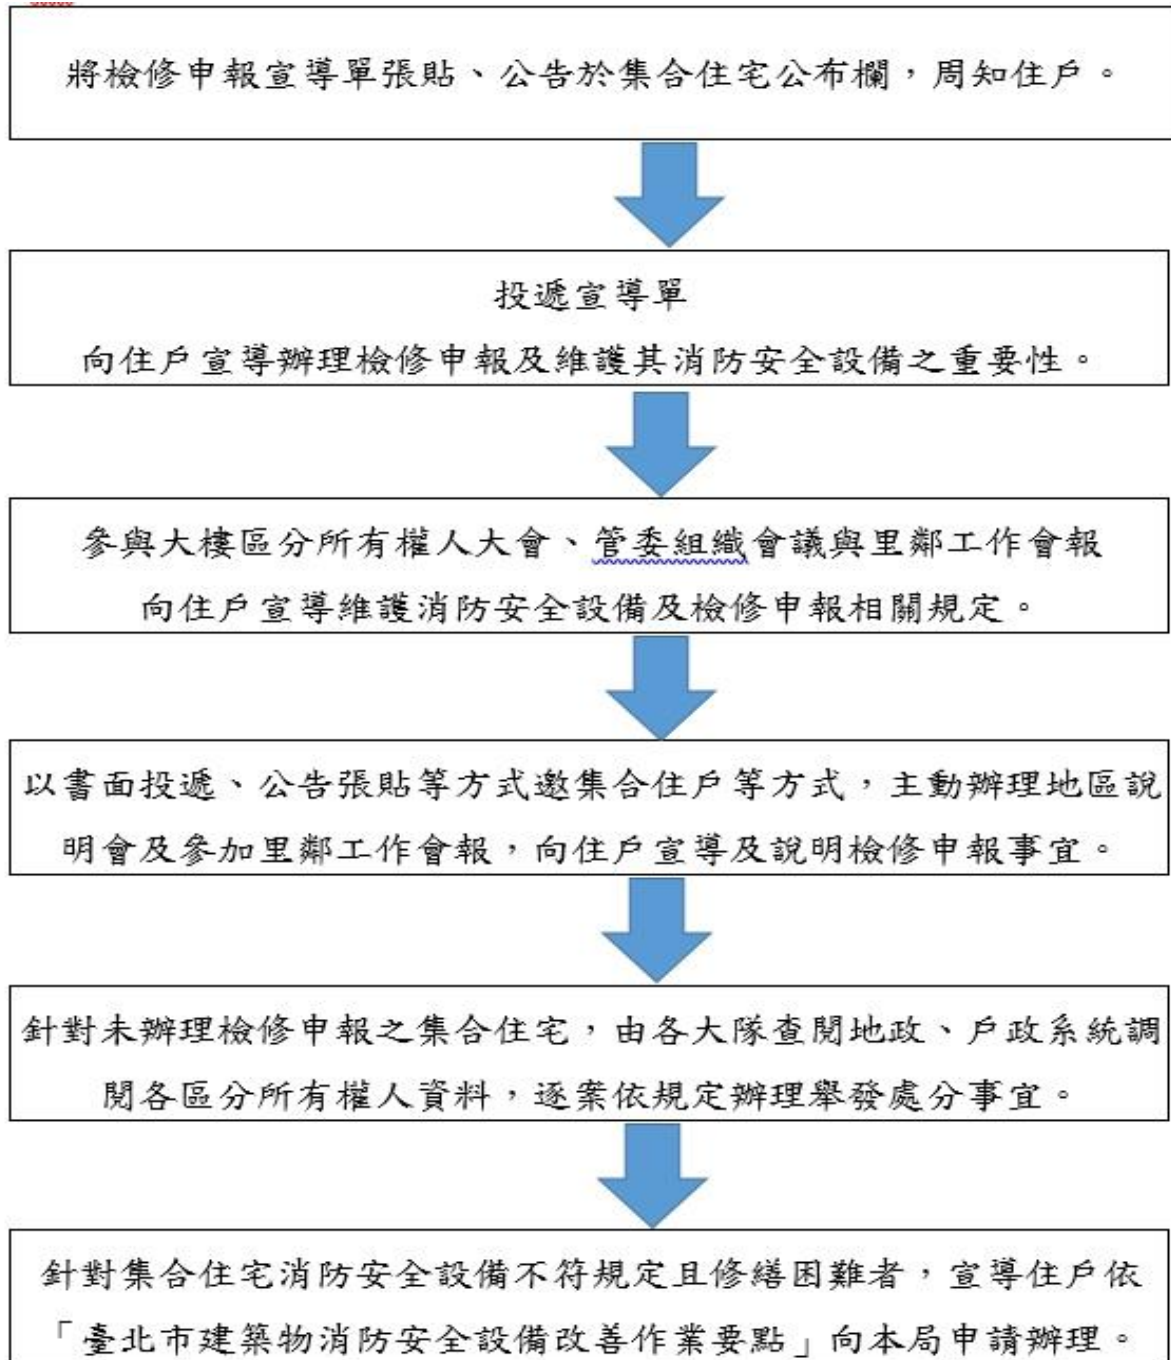 將檢修申報宣導單張貼、公告於集合住宅公布欄，周知住戶。
投遞宣導單
向住戶宣導辦理檢修申報及維護其消防安全設備之重要性。
參與大樓區分所有權人大會、管委組織會議與里鄰工作會報
向住戶宣導維護消防安全設備及檢修申報相關規定。
以書面投遞、公告張貼等方式邀集合住戶等方式，主動辦理地區說
明會及參加里鄰工作會報，向住戶宣導及說明檢修申報事宜。
針對未辦理檢修申報之集合住宅，由各大隊查閱地政、戶政系統調
閱各區分所有權人資料，逐案依規定辦理舉發處分事宜。
針對集合住宅消防安全設備不符規定且修繕困難者，宣導住戶依
「臺北市建築物消防安全設備改善作業要點」向本局申請辦理。